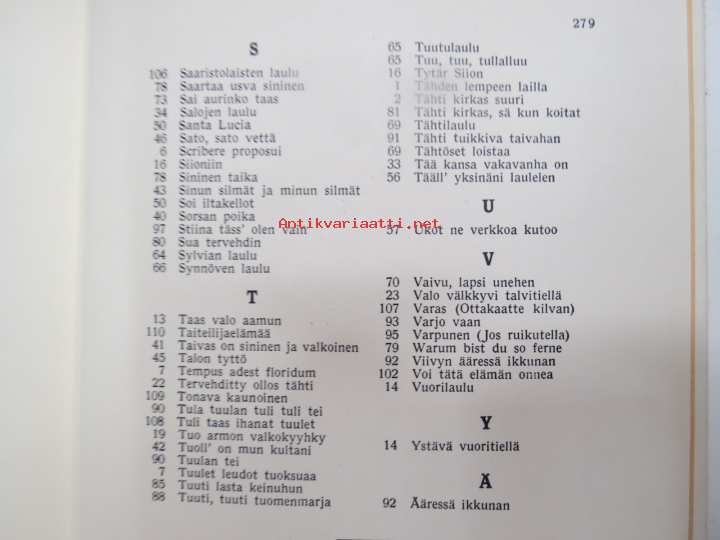 279
S
106 Saaristolaisten laulu
78 Saartaa usva sininen
73 Sai aurinko taas
34 Salojen laulu
50 Santa Lucia
46 Sato, sato vettä
6 Scribere proposui
16 Siioniin
78 Sininen taika
43 Sinun silmät ja minun silmät
50 Soi iltakellot
40 Sorsan poika
97 Stiina täss' olen vain
80 Sua tervehdin
64 Sylvian laulu
66 Synnöven laulu
T
13 Taas valo aamun
110 Taiteilijaelämää
41 Taivas on sininen ja valkoinen
45 Talon tyttö
7 Tempus adest floridum
22 Tervehditty ollos tähti
109 Tonava kaunoinen
90 Tula tuulan tuli tuli tei
108 Tuli taas ihanat tuulet
19 Tuo armon valkokyyhky
42 Tuoll' on mun kultani
90 Tuulan tei
7 Tuulet leudot tuoksuaa
85 Tuuti lasta keinuhun
88 Tuuti, tuuti tuomenmarja
65 Tuutulaulu
65 Tuu, tuu, tullalluu
16 Tytär Siion
1 Tähden lempeen lailla
2 Tähti kirkas suuri
81 Tähti kirkas, sä kun koitat
69 Tähtilaulu
91 Tähti tuikkiva taivahan
69 Tähtöset loistaa
33 Tää kansa vakavanha on
56 Tääll' yksinäni laulelen
U
57 Ukot ne verkkoa kutoo
V
70 Vaivu, lapsi unehen
23 Valo välkkyvi talvitiellä
107 Varas (Ottakaatte kilvan)
93 Varjo vaan
95 Varpunen (Jos ruikutella)
79 Warum bist du so ferne
92 Viivyn ääressä ikkunan
102 Voi tätä elämän onnea
14 Vuorilaulu
Y
14 Ystävä vuoritiellä
Ä
92 Ääressä ikkunan
Antikvariaatti.net